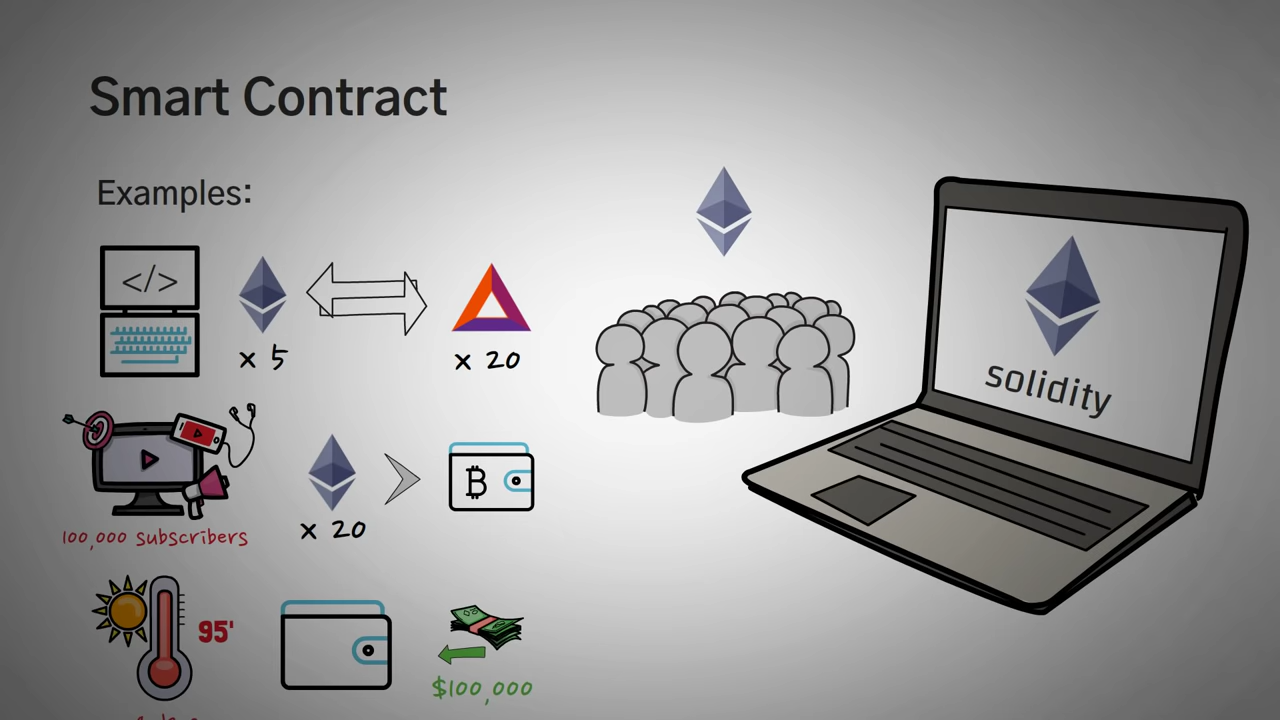 Smart Contract
Examples:
</>
x 5
x 20
solidity
100,000 subscribers
x 20
95'
$100,000